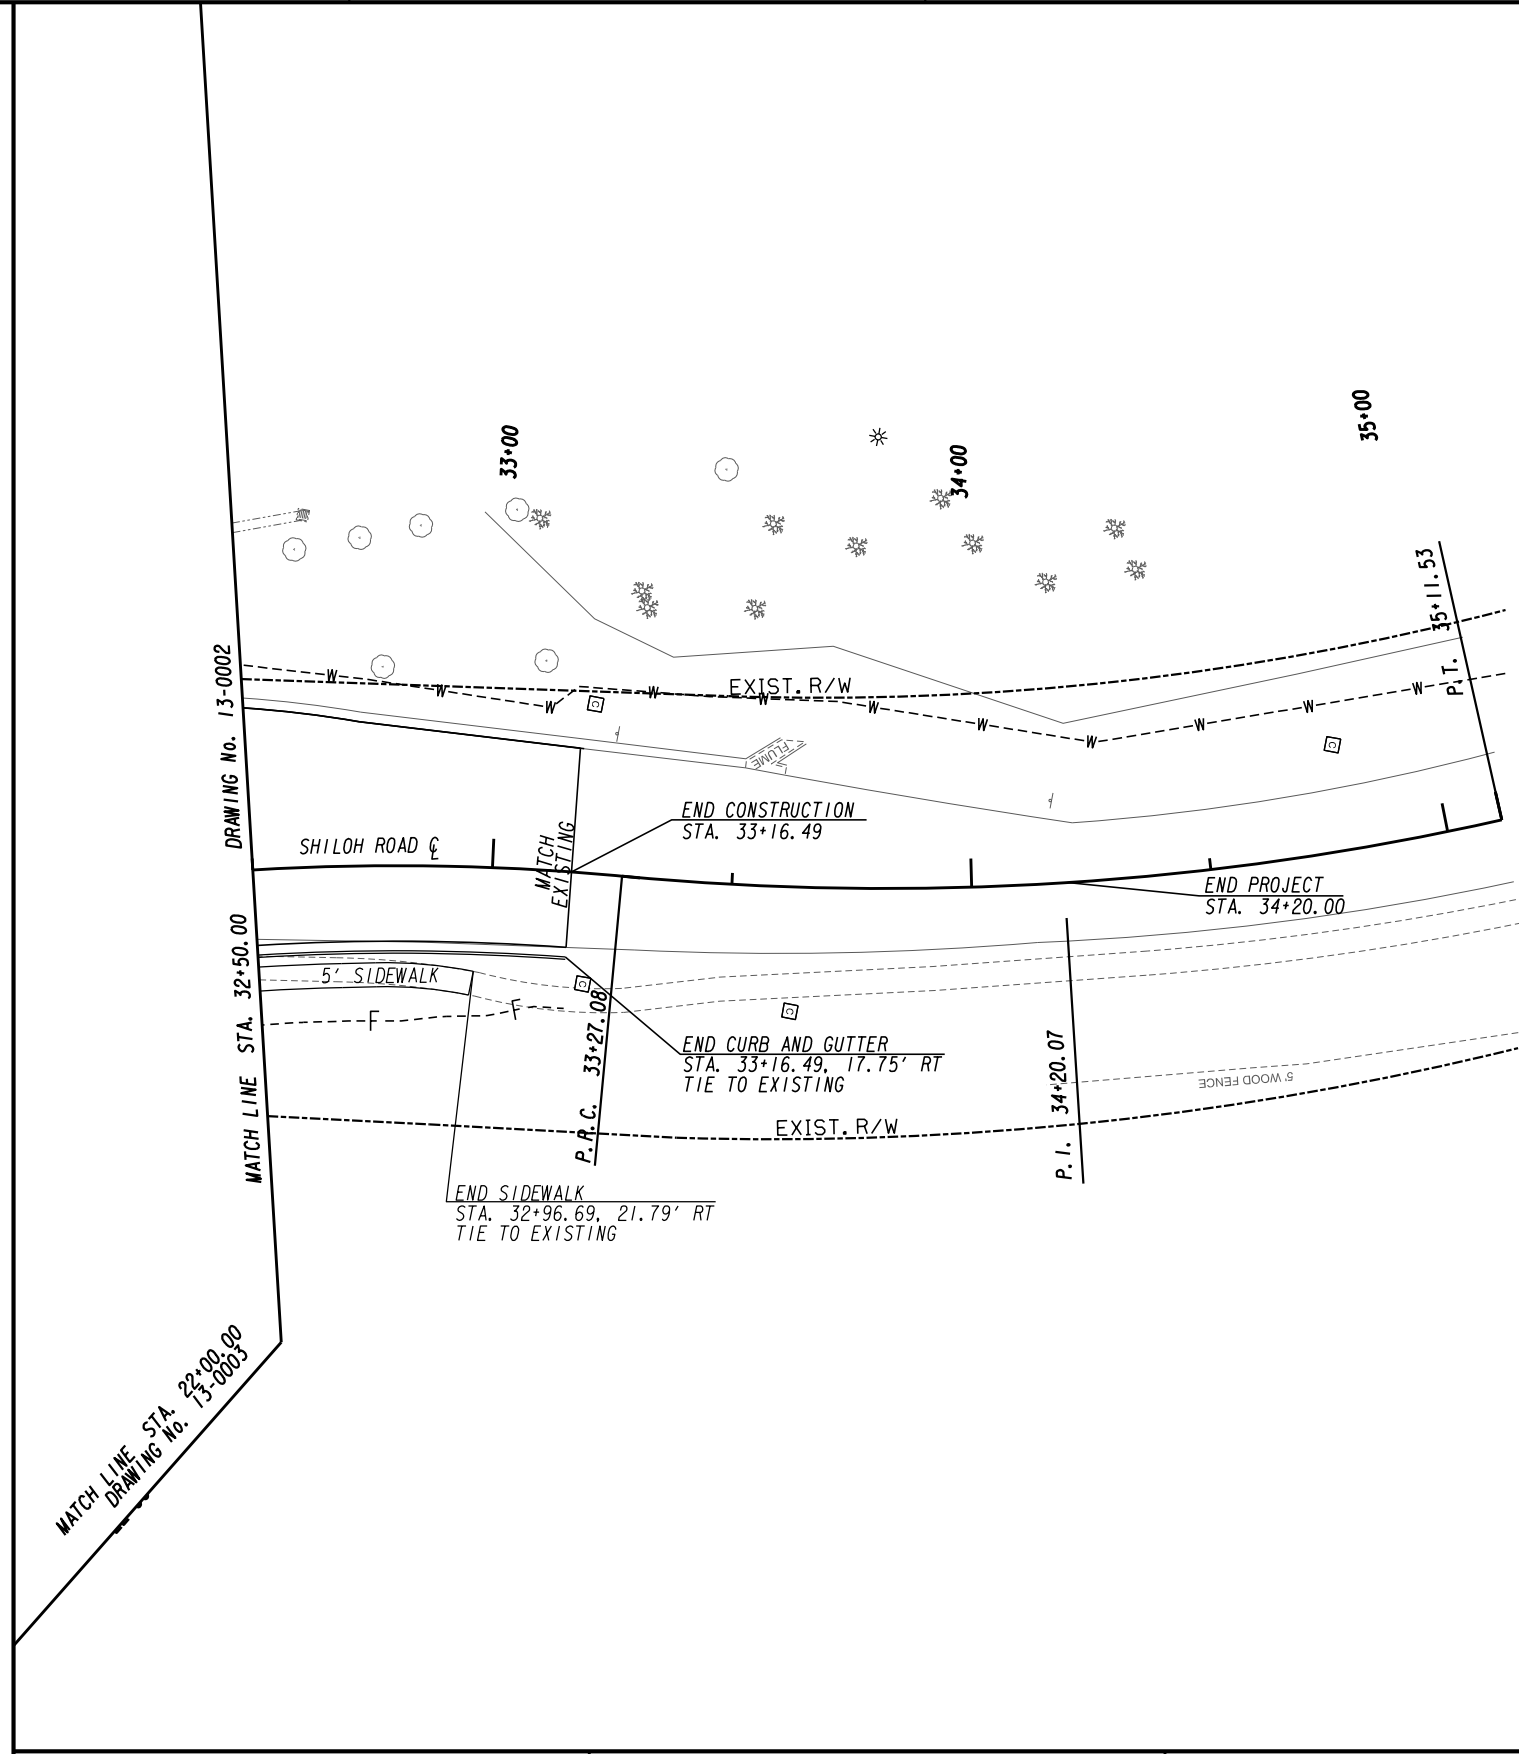 33+00
34+00
35+00
P.T. 35+11.53
MATCH LINE STA. 32+50.00 DRAWING No. 13-0002
W W W W W W W W W W W
EXIST. R/W
C
C
FLUME
END CONSTRUCTION
STA. 33+16.49
SHILOH ROAD ℄
MATCH
EXISTING
END PROJECT
STA. 34+20.00
5' SIDEWALK
C
C
F F
P.R.C. 33+27.08
END CURB AND GUTTER
STA. 33+16.49, 17.75' RT
TIE TO EXISTING
P.I. 34+20.07
5' WOOD FENCE
EXIST. R/W
END SIDEWALK
STA. 32+96.69, 21.79' RT
TIE TO EXISTING
MATCH LINE STA. 22+00.00
DRAWING No. 13-0003